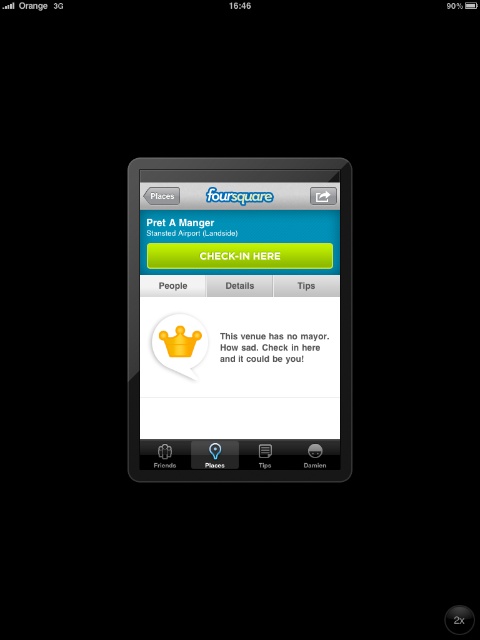 Orange 3G 16:46 90%
Places foursquare
Pret A Manger
Stansted Airport (Landside)
CHECK-IN HERE
People Details Tips
This venue has no mayor.
How sad. Check in here
and it could be you!
Friends Places Tips Damien
2x